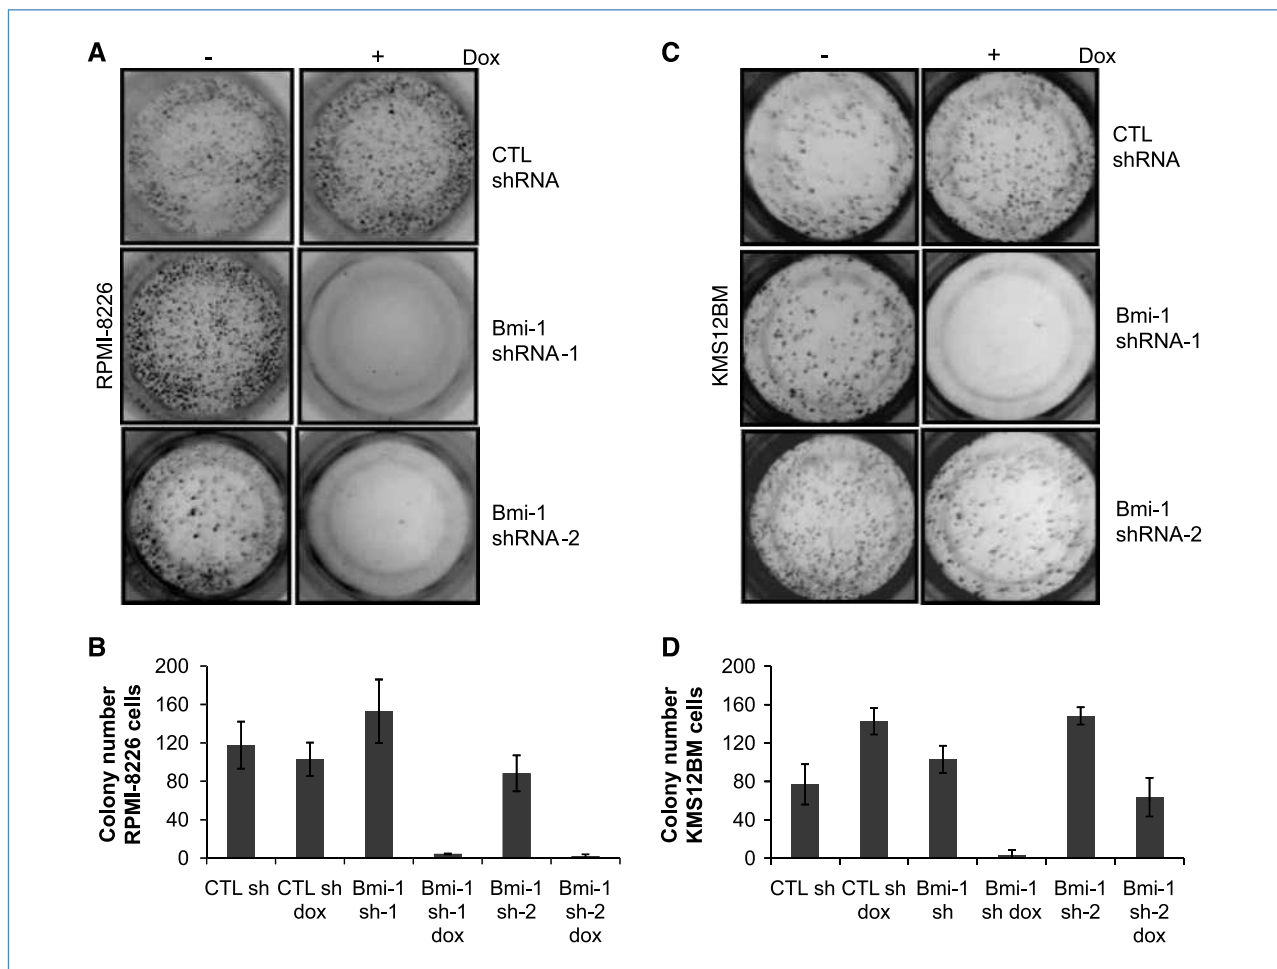 A
- + Dox
CTL
shRNA
RPMI-8226
Bmi-1
shRNA-1
Bmi-1
shRNA-2
C
- + Dox
CTL
shRNA
KMS12BM
Bmi-1
shRNA-1
Bmi-1
shRNA-2
B
Colony number
RPMI-8226 cells
200
160
120
80
40
0
CTL sh
CTL sh
dox
Bmi-1
sh-1
Bmi-1
sh-1
dox
Bmi-1
sh-2
Bmi-1
sh-2
dox
D
Colony number
KMS12BM cells
200
160
120
80
40
0
CTL sh
CTL sh
dox
Bmi-1
sh
Bmi-1
sh dox
Bmi-1
sh-2
Bmi-1
sh-2
dox